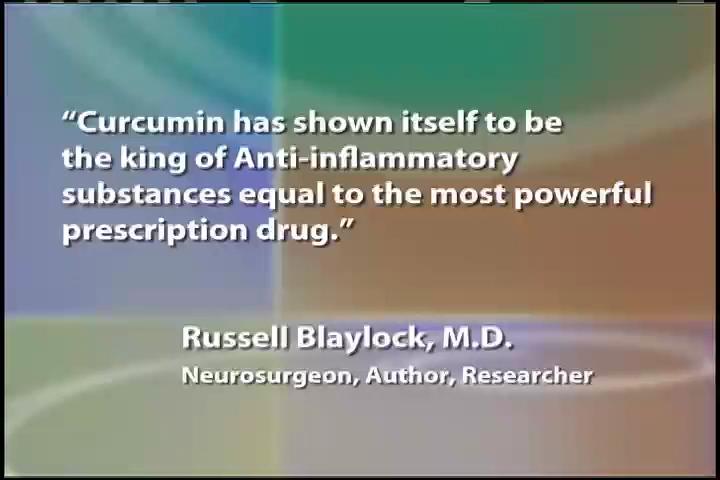 “Curcumin has shown itself to be
the king of Anti-inflammatory
substances equal to the most powerful
prescription drug.”
Russell Blaylock, M.D.
Neurosurgeon, Author, Researcher